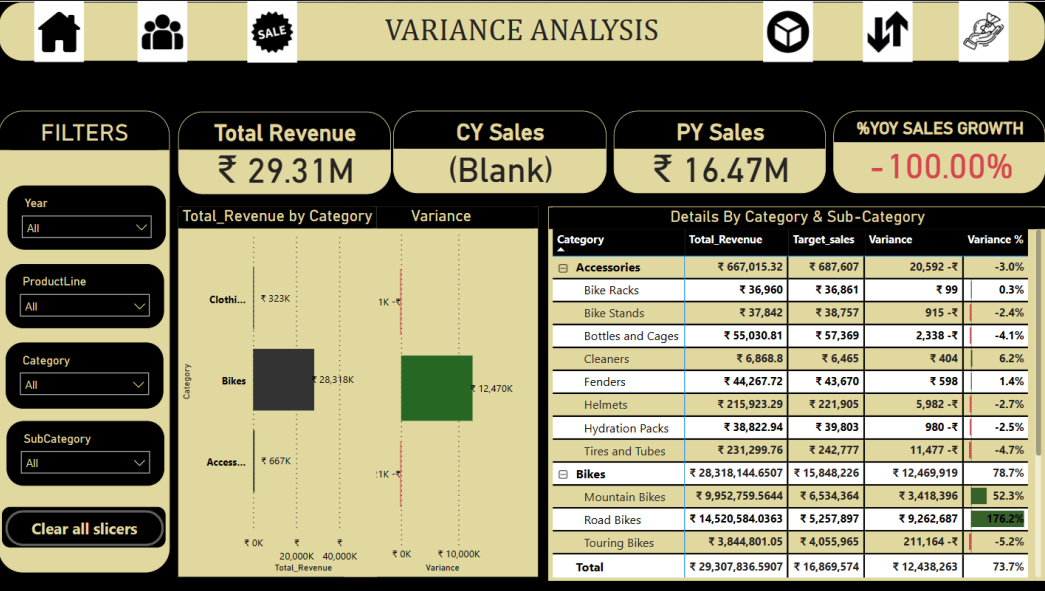 SALE
VARIANCE ANALYSIS
FILTERS
Year
All
ProductLine
All
Category
All
SubCategory
All
Clear all slicers
Total Revenue
₹ 29.31M
CY Sales
(Blank)
PY Sales
₹ 16.47M
%YOY SALES GROWTH
-100.00%
Total_Revenue by Category
Variance
Category
Clothi...
₹ 323K
Bikes
₹ 28,318K
Access...
₹ 667K
₹ 0K
₹
20,000K
₹
40,000K
Total_Revenue
1K -₹
₹ 12,470K
:1K -₹
₹ 0K
₹ 10,000K
Variance
Details By Category & Sub-Category
Category Total_Revenue Target_sales Variance Variance %
Accessories ₹ 667,015.32 ₹ 687,607 20,592 -₹ -3.0%
Bike Racks ₹ 36,960 ₹ 36,861 ₹ 99 0.3%
Bike Stands ₹ 37,842 ₹ 38,757 915 -₹ -2.4%
Bottles and Cages ₹ 55,030.81 ₹ 57,369 2,338 -₹ -4.1%
Cleaners ₹ 6,868.8 ₹ 6,465 ₹ 404 6.2%
Fenders ₹ 44,267.72 ₹ 43,670 ₹ 598 1.4%
Helmets ₹ 215,923.29 ₹ 221,905 5,982 -₹ -2.7%
Hydration Packs ₹ 38,822.94 ₹ 39,803 980 -₹ -2.5%
Tires and Tubes ₹ 231,299.76 ₹ 242,777 11,477 -₹ -4.7%
Bikes ₹ 28,318,144.6507 ₹ 15,848,226 ₹ 12,469,919 78.7%
Mountain Bikes ₹ 9,952,759.5644 ₹ 6,534,364 ₹ 3,418,396 52.3%
Road Bikes ₹ 14,520,584.0363 ₹ 5,257,897 ₹ 9,262,687 176.2%
Touring Bikes ₹ 3,844,801.05 ₹ 4,055,965 211,164 -₹ -5.2%
Total ₹ 29,307,836.5907 ₹ 16,869,574 ₹ 12,438,263 73.7%